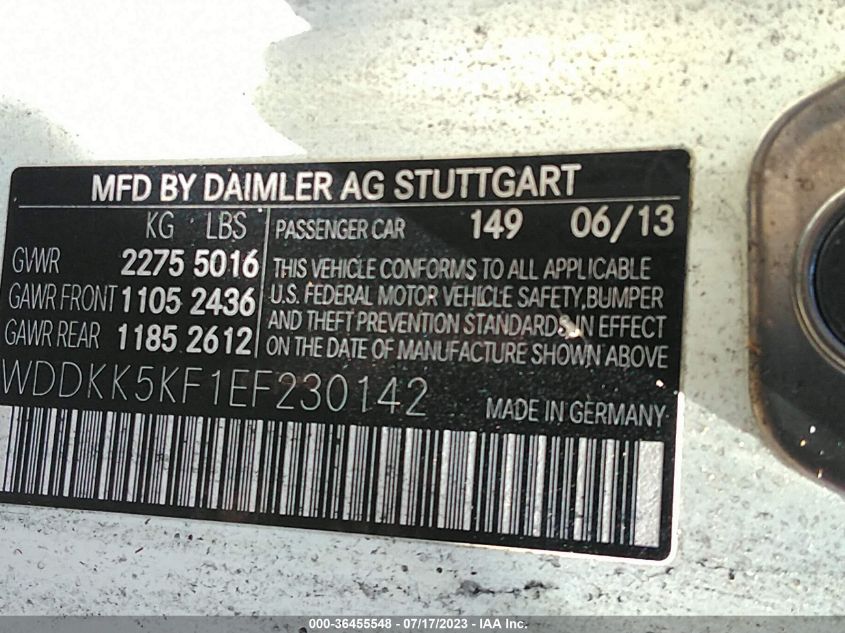 MFD BY DAIMLER AG STUTTGART
KG LBS
GVWR 2275 5016
GAWR FRONT 1105 2436
GAWR REAR 1185 2612
PASSENGER CAR 149 06/13
THIS VEHICLE CONFORMS TO ALL APPLICABLE
U.S. FEDERAL MOTOR VEHICLE SAFETY, BUMPER
AND THEFT PREVENTION STANDARDS IN EFFECT
ON THE DATE OF MANUFACTURE SHOWN ABOVE
WDDKK5KF1EF230142
MADE IN GERMANY
000-36455548 - 07/17/2023 - IAA Inc.